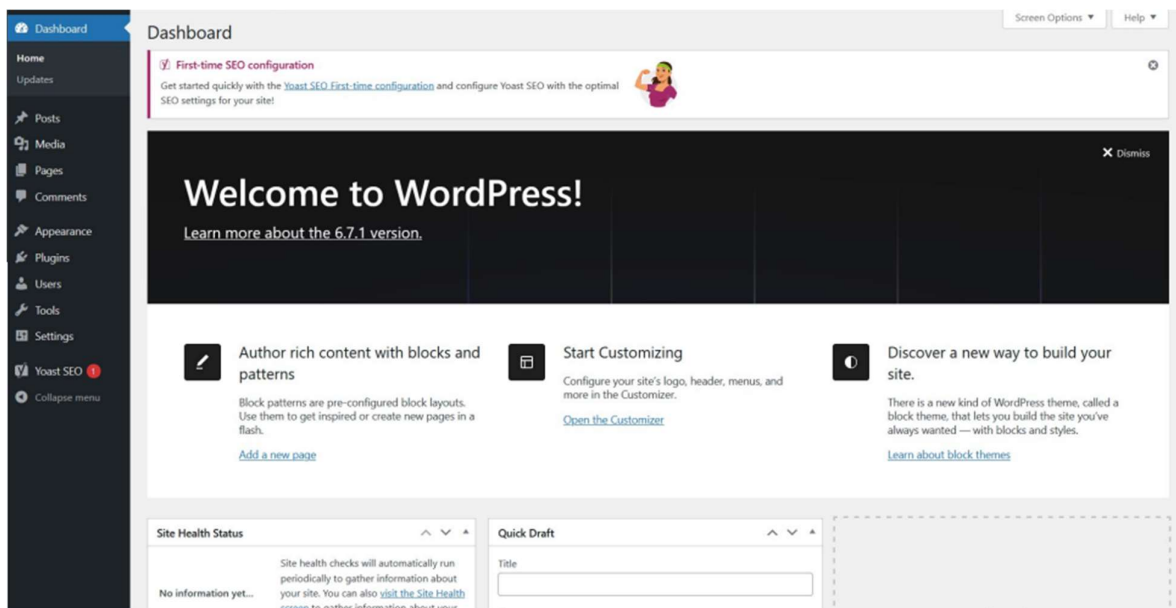 Screen Options ▼
Help ▼
Dashboard
Home
Updates
Posts
Media
Pages
Comments
Appearance
Plugins
Users
Tools
Settings
Yoast SEO !
Collapse menu
Dashboard
First-time SEO configuration
Get started quickly with the Yoast SEO First-time configuration and configure Yoast SEO with the optimal
SEO settings for your site!
Dismiss
Welcome to WordPress!
Learn more about the 6.7.1 version.
Author rich content with blocks and
patterns
Block patterns are pre-configured block layouts.
Use them to get inspired or create new pages in a
flash.
Add a new page
Start Customizing
Configure your site's logo, header, menus, and
more in the Customizer.
Open the Customizer
Discover a new way to build your
site.
There is a new kind of WordPress theme, called a
block theme, that lets you build the site you've
always wanted — with blocks and styles.
Learn about block themes
Site Health Status
No information yet...
Site health checks will automatically run
periodically to gather information about
your site. You can also visit the Site Health
screen to gather information about your
Quick Draft
Title